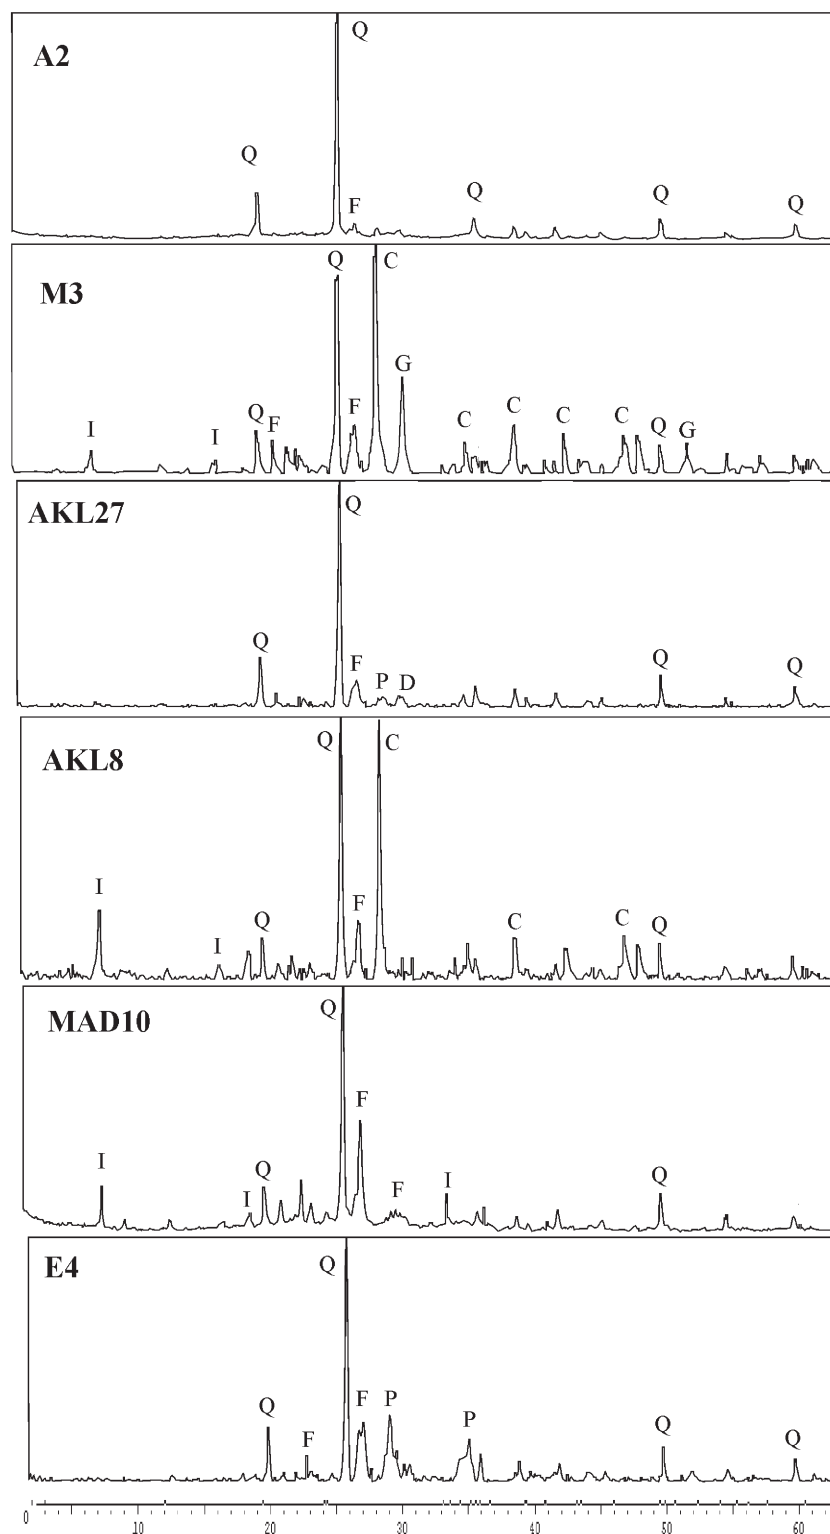 A2
Q
Q
F
Q
Q
Q
M3
Q C
G
I I Q F F C C C C Q G
AKL27
Q
Q
F
P D
Q
Q
AKL8
Q C
I
I Q F C C Q
MAD10
Q
F
I
I Q F I Q
E4
Q
Q F F P P Q Q
0 10 20 30 40 50 60